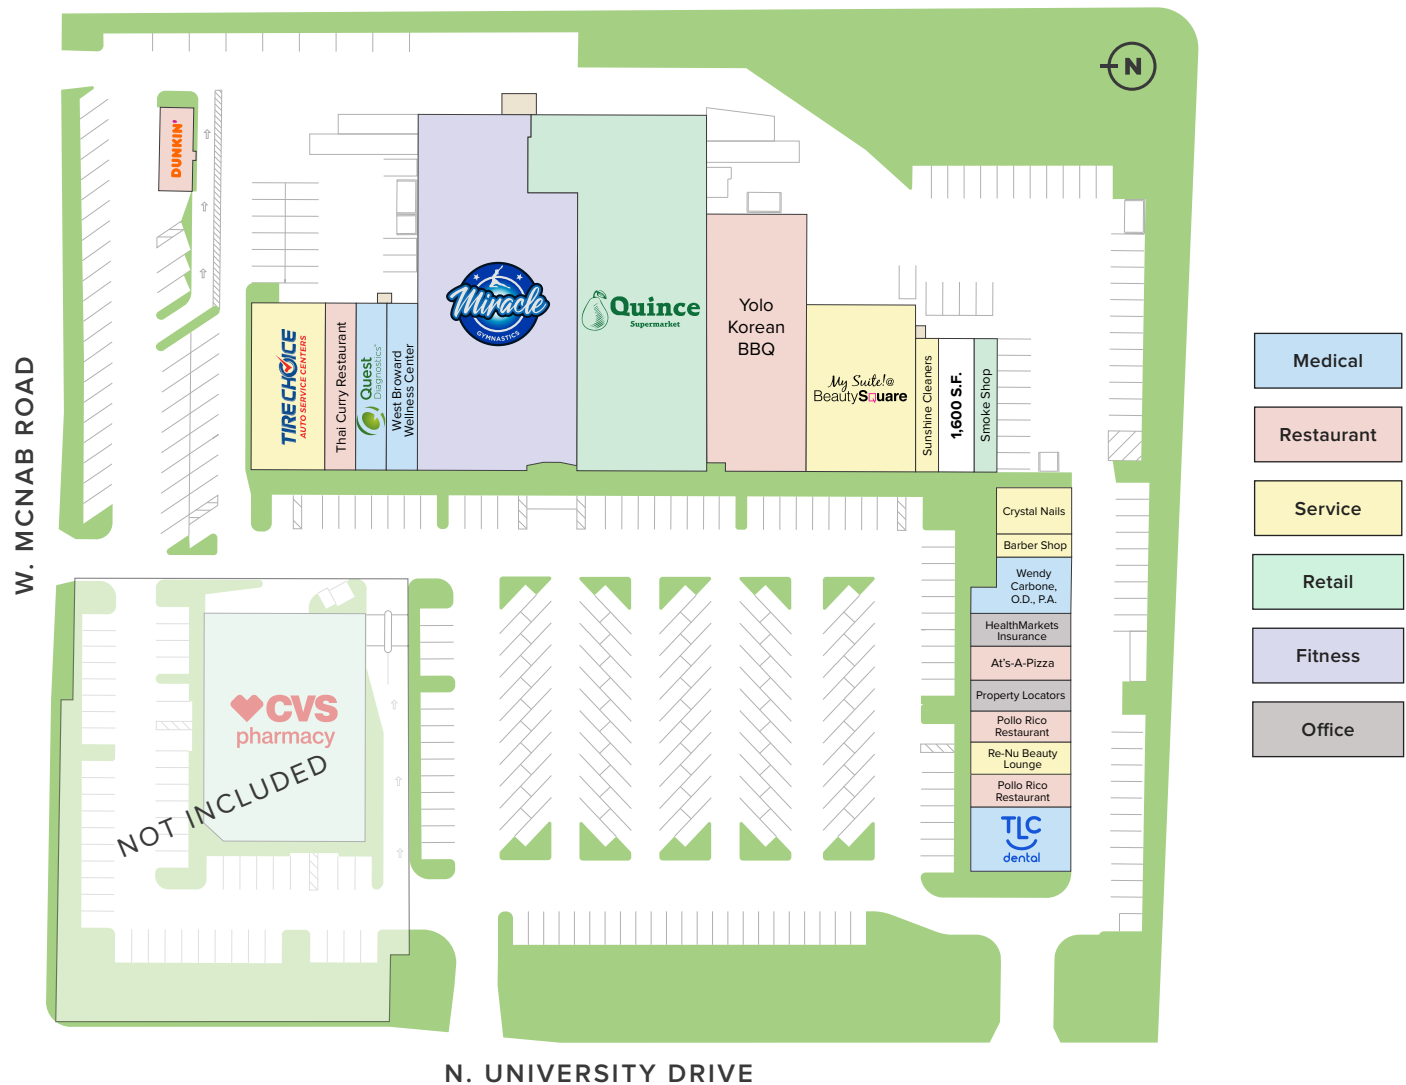 N
DUNKIN'
W. MCNAB ROAD
TIRECHOICE
AUTO SERVICE CENTERS
Thai Curry Restaurant
Quest
Diagnostics
West Broward
Wellness Center
Miracle
GYMNASTICS
Quince
Supermarket
Yolo
Korean
BBQ
My Suite!@
BeautySquare
Sunshine Cleaners
1,600 S.F.
Smoke Shop
Medical
Restaurant
Service
Retail
Fitness
Office
Crystal Nails
Barber Shop
Wendy
Carbone,
O.D., P.A.
HealthMarkets
Insurance
At's-A-Pizza
Property Locators
Pollo Rico
Restaurant
Re-Nu Beauty
Lounge
Pollo Rico
Restaurant
TLC
dental
CVS
pharmacy
NOT INCLUDED
N. UNIVERSITY DRIVE